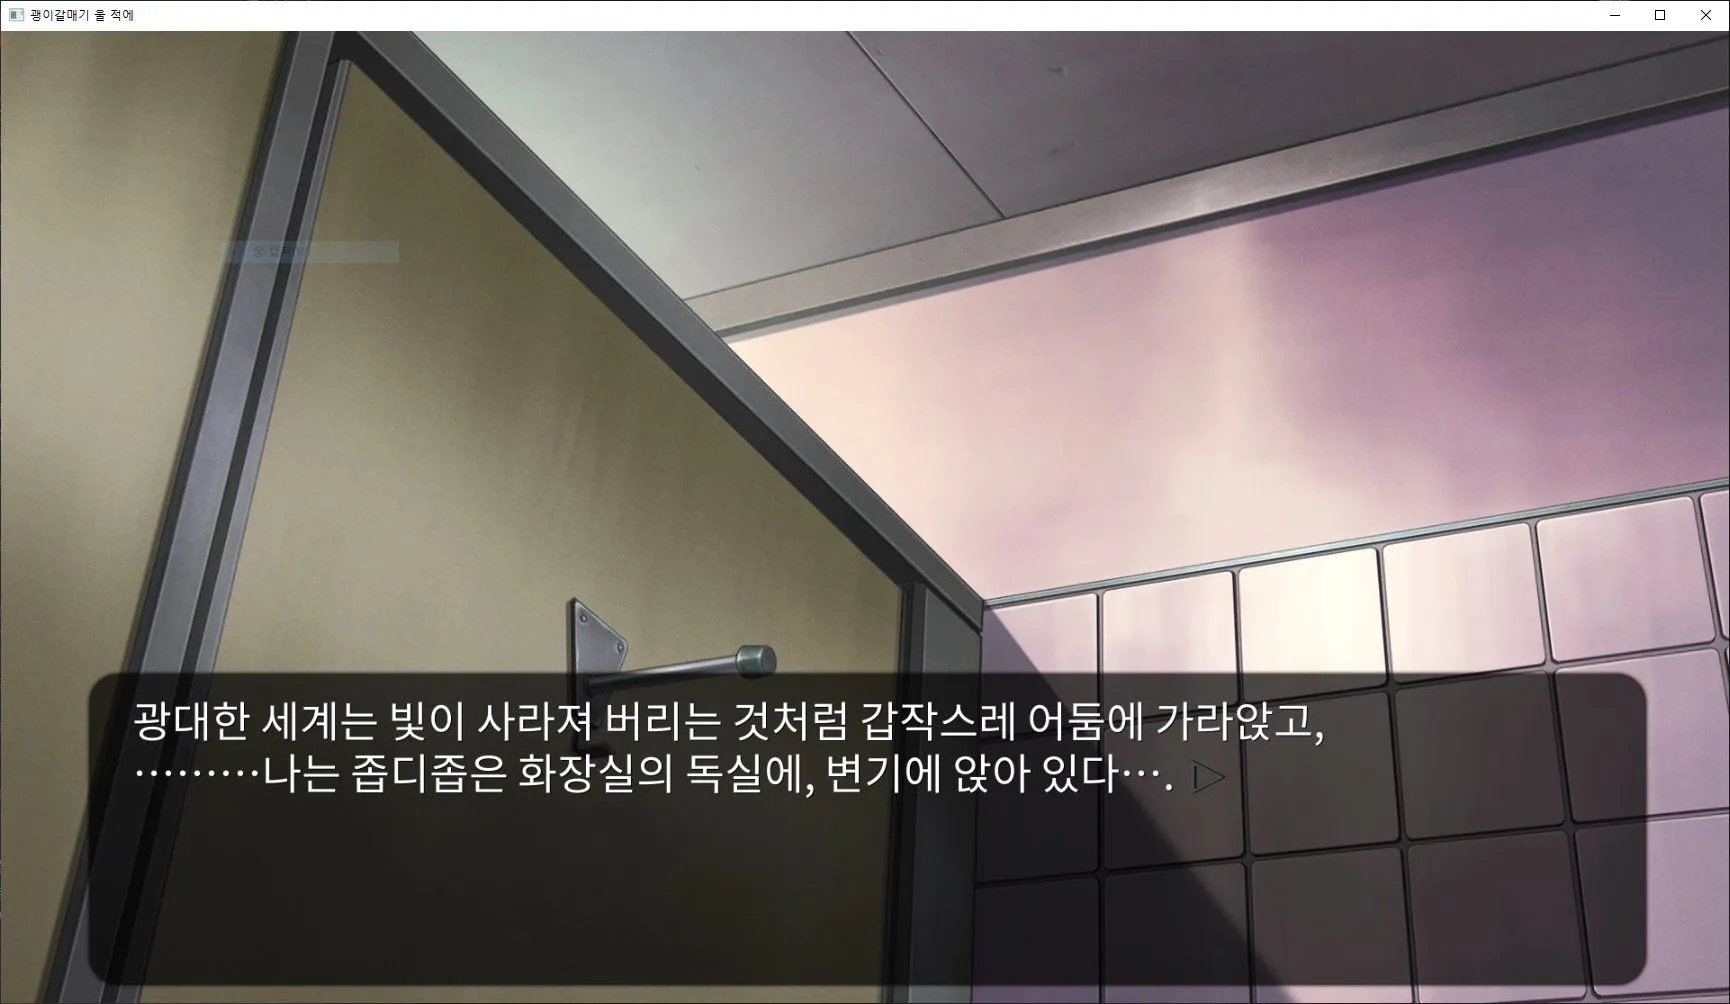 괭이갈매기 울 적에
광대한 세계는 빛이 사라져 버리는 것처럼 갑작스레 어둠에 가라앉고,
………나는 좁디좁은 화장실의 독실에, 변기에 앉아 있다….